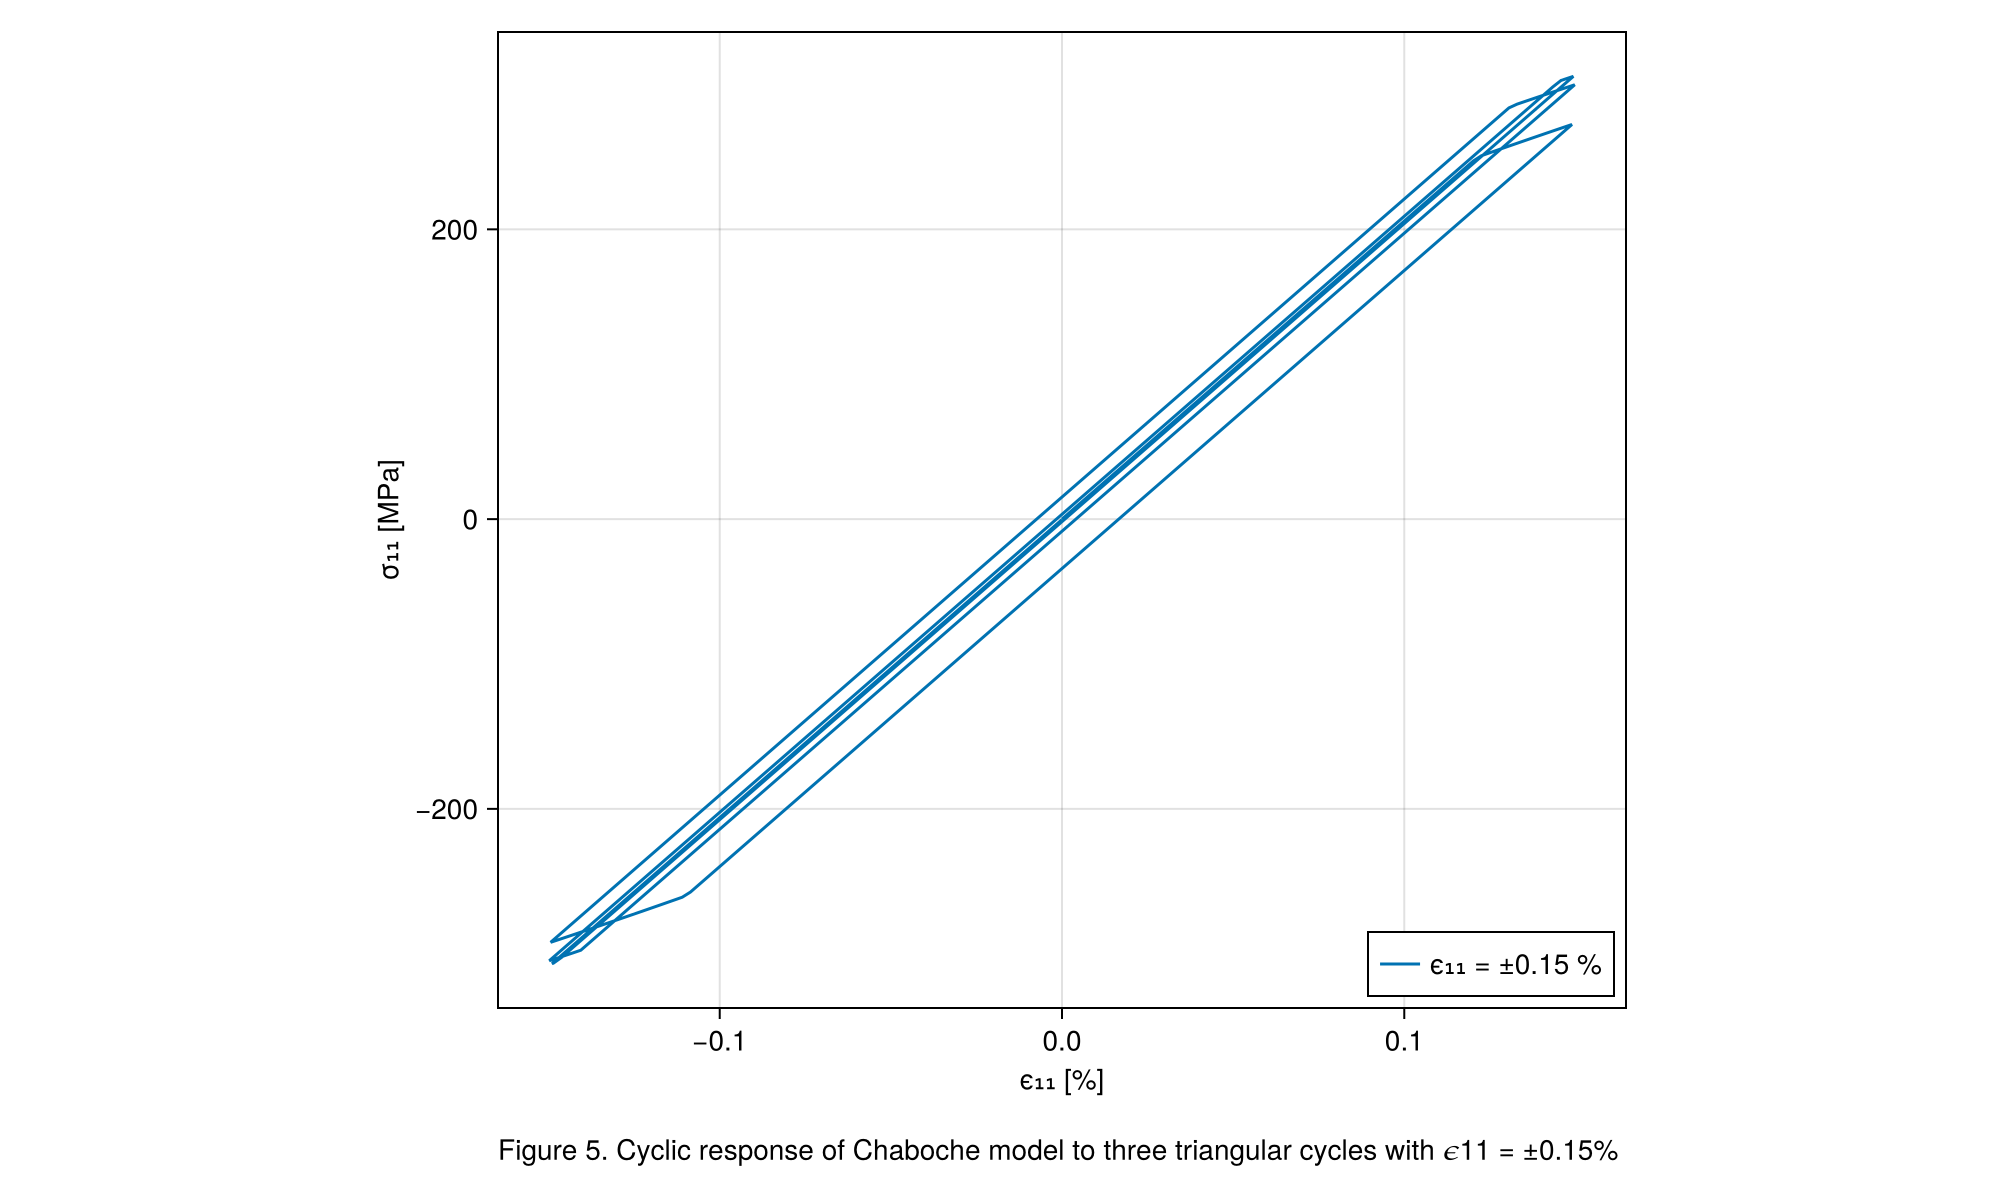 200
0
−200
σ₁₁ [MPa]
−0.1
0.0
0.1
ϵ₁₁ [%]
ϵ₁₁ = ±0.15 %
Figure 5. Cyclic response of Chaboche model to three triangular cycles with 𝜖11 = ±0.15%